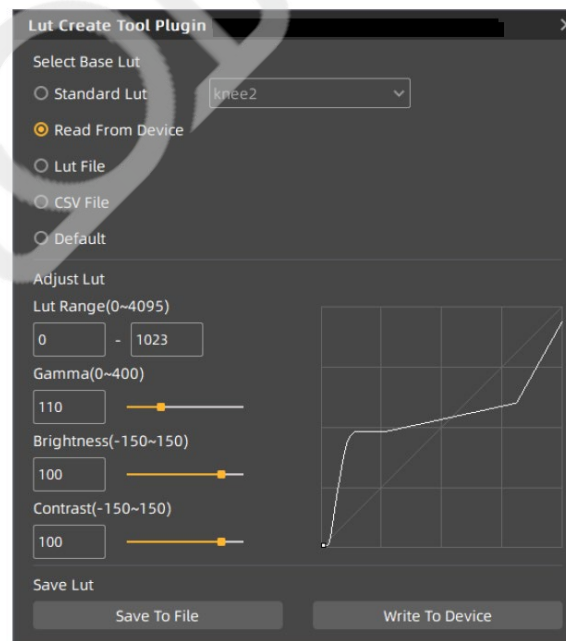 Lut Create Tool Plugin
Select Base Lut
Standard Lut knee2
Read From Device
Lut File
CSV File
Default
Adjust Lut
Lut Range(0~4095)
0 - 1023
Gamma(0~400)
110
Brightness(-150~150)
100
Contrast(-150~150)
100
Save Lut
Save To File Write To Device